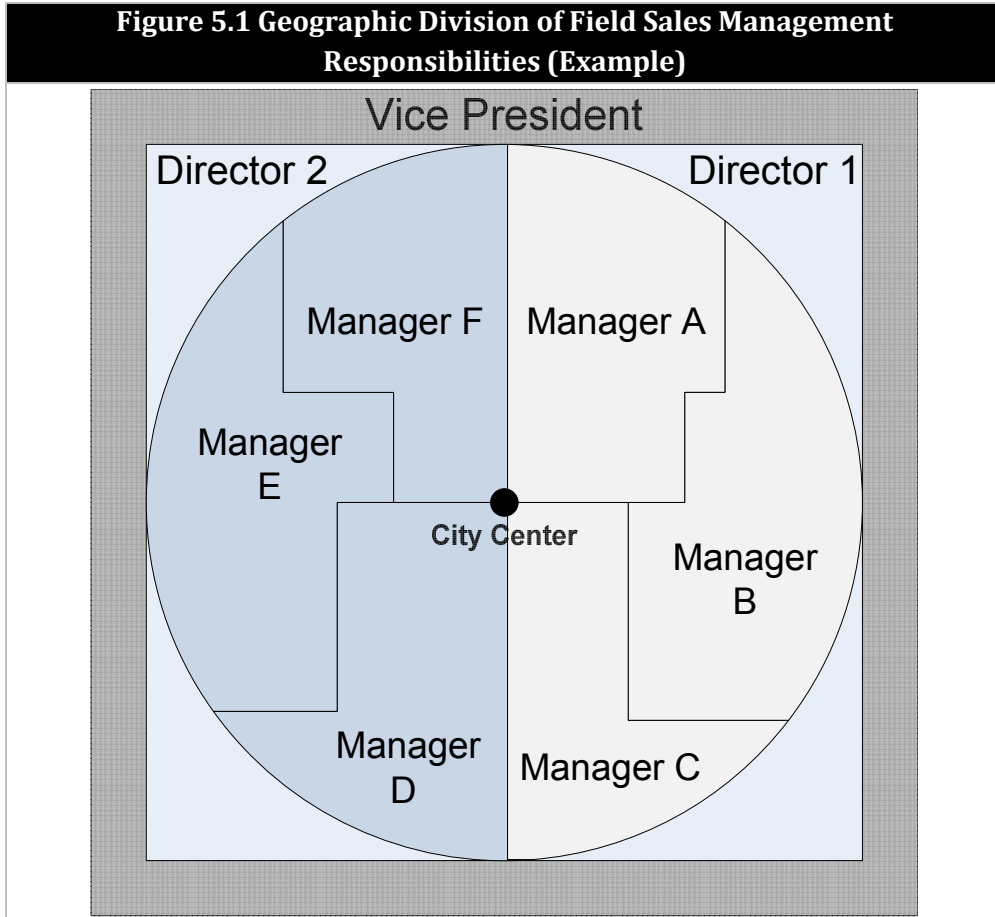 Figure 5.1 Geographic Division of Field Sales Management
Responsibilities (Example)
Vice President
Director 2
Director 1
Manager F
Manager A
Manager
E
City Center
Manager
B
Manager
D
Manager C